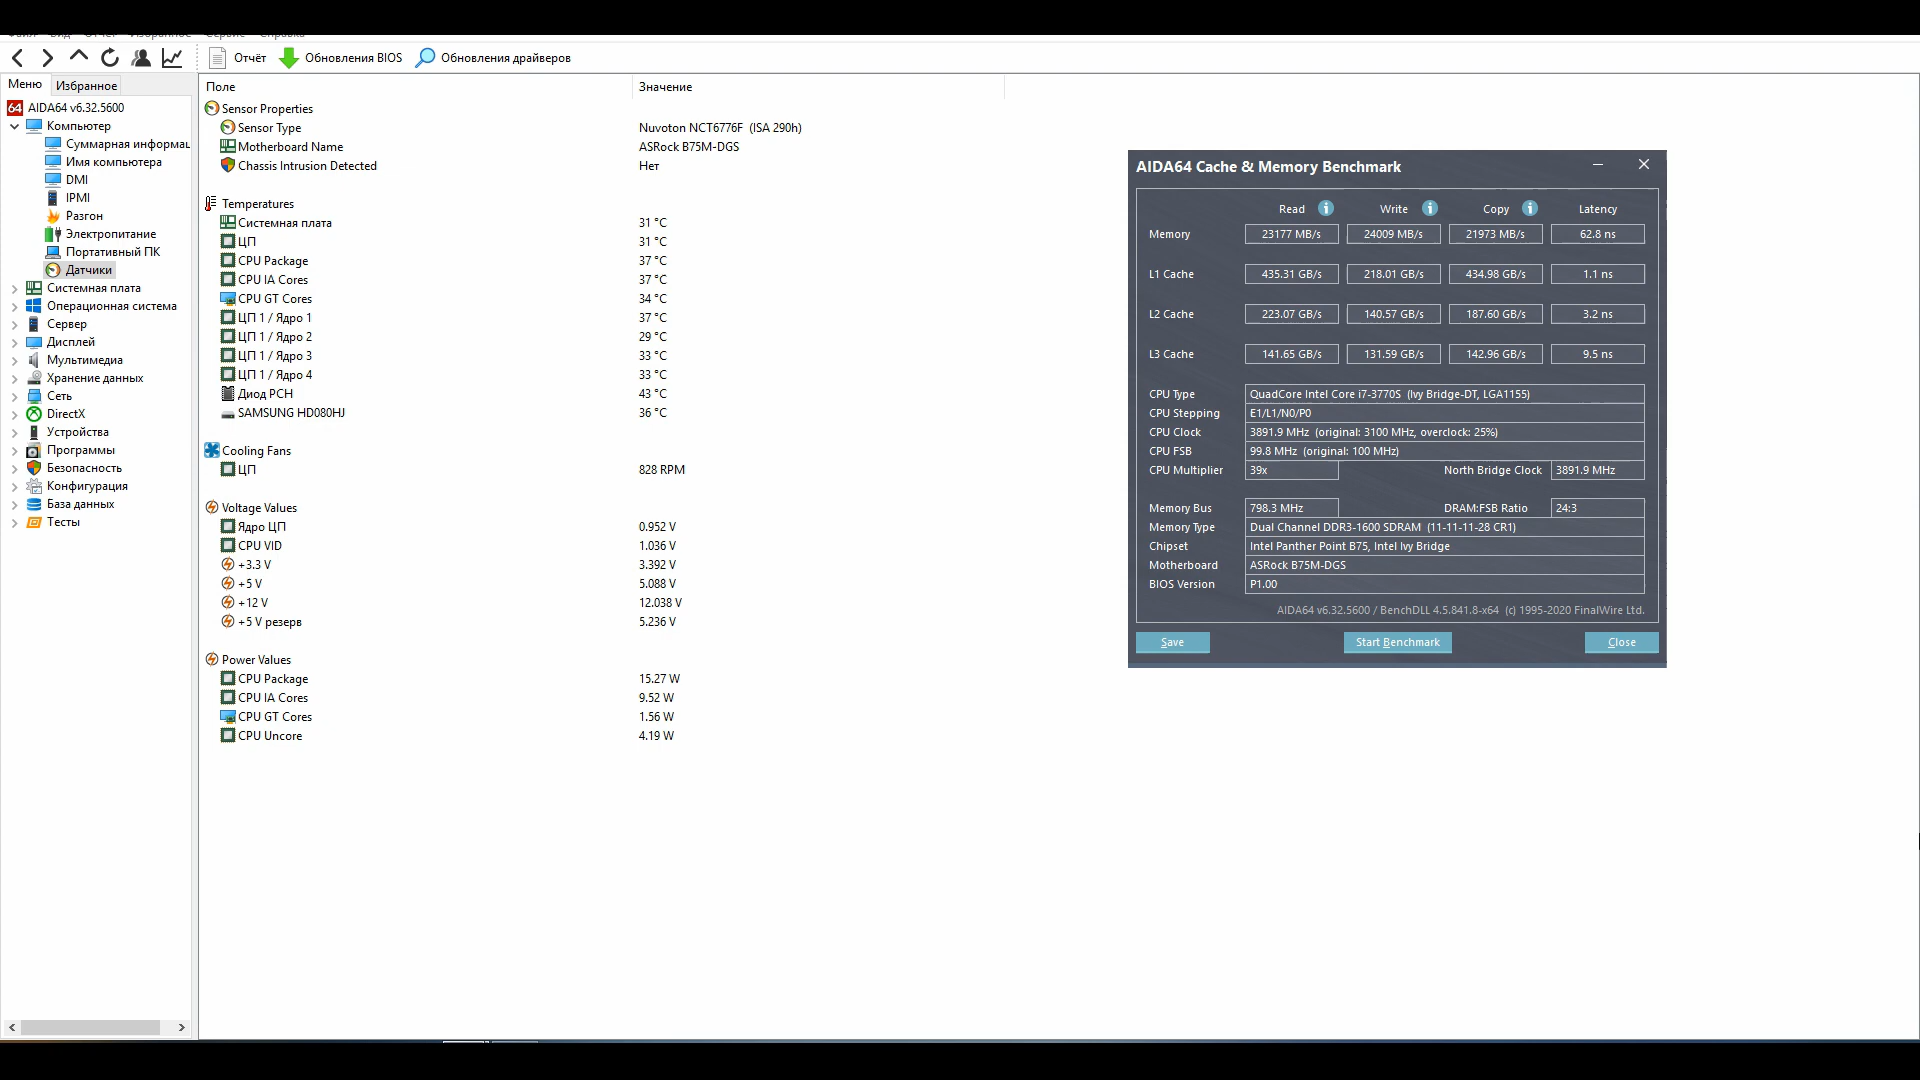 Файл Вид Отчёт Избранное Сервис Справка
Отчёт Обновления BIOS Обновления драйверов
Меню Избранное
AIDA64 v6.32.5600
Компьютер
Суммарная информац
Имя компьютера
DMI
IPMI
Разгон
Электропитание
Портативный ПК
Датчики
Системная плата
Операционная система
Сервер
Дисплей
Мультимедиа
Хранение данных
Сеть
DirectX
Устройства
Программы
Безопасность
Конфигурация
База данных
Тесты
Поле Значение
Sensor Properties
Sensor Type Nuvoton NCT6776F (ISA 290h)
Motherboard Name ASRock B75M-DGS
Chassis Intrusion Detected Нет
Temperatures
Системная плата 31 °C
ЦП 31 °C
CPU Package 37 °C
CPU IA Cores 37 °C
CPU GT Cores 34 °C
ЦП 1 / Ядро 1 37 °C
ЦП 1 / Ядро 2 29 °C
ЦП 1 / Ядро 3 33 °C
ЦП 1 / Ядро 4 33 °C
Диод PCH 43 °C
SAMSUNG HD080HJ 36 °C
Cooling Fans
ЦП 828 RPM
Voltage Values
Ядро ЦП 0.952 V
CPU VID 1.036 V
+3.3 V 3.392 V
+5 V 5.088 V
+12 V 12.038 V
+5 V резерв 5.236 V
Power Values
CPU Package 15.27 W
CPU IA Cores 9.52 W
CPU GT Cores 1.56 W
CPU Uncore 4.19 W
AIDA64 Cache & Memory Benchmark
Read Write Copy Latency
Memory 23177 MB/s 24009 MB/s 21973 MB/s 62.8 ns
L1 Cache 435.31 GB/s 218.01 GB/s 434.98 GB/s 1.1 ns
L2 Cache 223.07 GB/s 140.57 GB/s 187.60 GB/s 3.2 ns
L3 Cache 141.65 GB/s 131.59 GB/s 142.96 GB/s 9.5 ns
CPU Type QuadCore Intel Core i7-3770S (Ivy Bridge-DT, LGA1155)
CPU Stepping E1/L1/N0/P0
CPU Clock 3891.9 MHz (original: 3100 MHz, overclock: 25%)
CPU FSB 99.8 MHz (original: 100 MHz)
CPU Multiplier 39x North Bridge Clock 3891.9 MHz
Memory Bus 798.3 MHz DRAM:FSB Ratio 24:3
Memory Type Dual Channel DDR3-1600 SDRAM (11-11-11-28 CR1)
Chipset Intel Panther Point B75, Intel Ivy Bridge
Motherboard ASRock B75M-DGS
BIOS Version P1.00
AIDA64 v6.32.5600 / BenchDLL 4.5.841.8-x64 (c) 1995-2020 FinalWire Ltd.
Save Start Benchmark Close